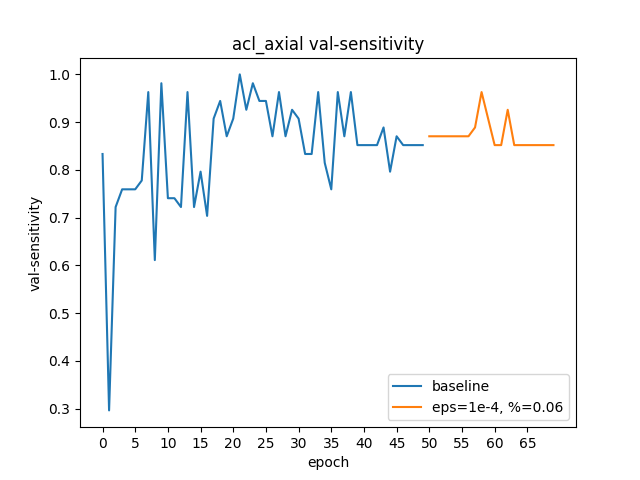 acl_axial val-sensitivity
val-sensitivity
1.0
0.9
0.8
0.7
0.6
0.5
0.4
0.3
baseline
eps=1e-4, %=0.06
0 5 10 15 20 25 30 35 40 45 50 55 60 65
epoch